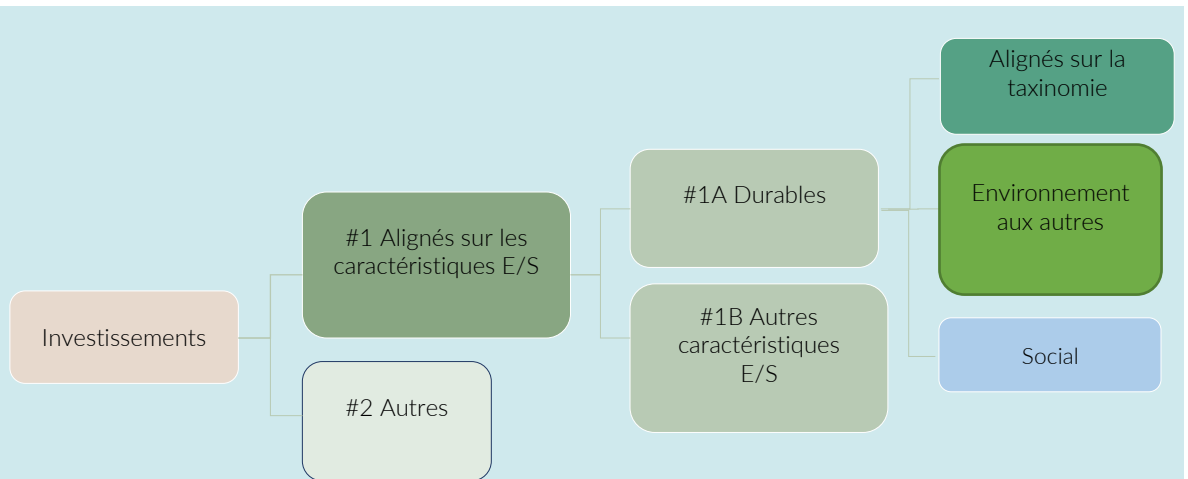 Investissements
#1 Alignés sur les
caractéristiques E/S
#2 Autres
#1A Durables
#1B Autres
caractéristiques
E/S
Alignés sur la
taxinomie
Environnement
aux autres
Social